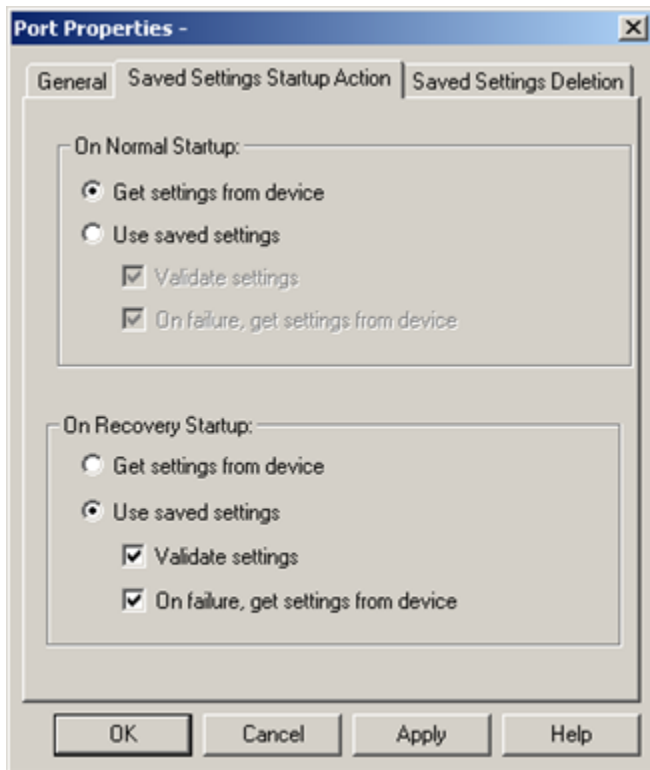 Port Properties -
General Saved Settings Startup Action Saved Settings Deletion
On Normal Startup:
Get settings from device
Use saved settings
Validate settings
On failure, get settings from device
On Recovery Startup:
Get settings from device
Use saved settings
Validate settings
On failure, get settings from device
OK Cancel Apply Help